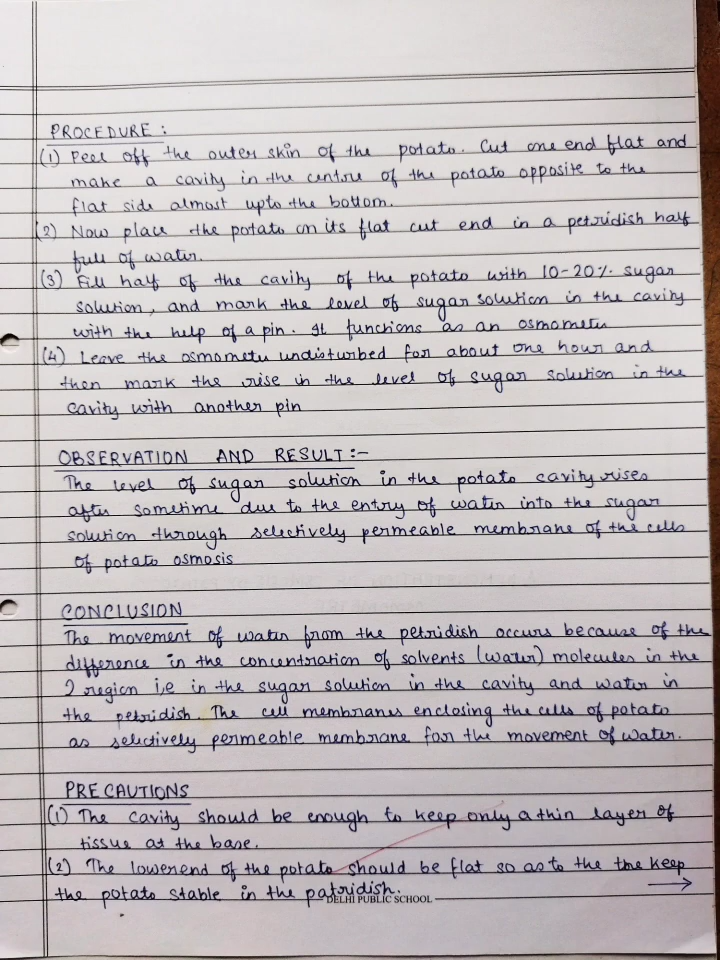 PROCEDURE :
(1) Peel off the outer skin of the potato. Cut one end flat and
make a cavity in the centre of the potato opposite to the
flat side almost upto the bottom.
(2) Now place the potato on its flat cut end in a petridish half
full of water.
(3) Fill half of the cavity of the potato with 10-20% sugar
solution, and mark the level of sugar solution in the cavity
with the help of a pin. It functions as an osmometer
(4) Leave the osmometer undisturbed for about one hour and
then mark the rise in the level of sugar solution in the
cavity with another pin
OBSERVATION AND RESULT :-
The level of sugar solution in the potato cavity rises
after sometime due to the entry of water into the sugar
solution through selectively permeable membrane of the cells
of potato osmosis
CONCLUSION
The movement of water from the petridish occurs because of the
difference in the concentration of solvents (water) molecules in the
2 region i,e in the sugar solution in the cavity and water in
the petridish. The cell membranes enclosing the cells of potato
as selictively permeable membrane for the movement of water.
PRECAUTIONS
(1) The cavity should be enough to keep only a thin layer of
tissue at the base.
(2) The lowerend of the potato should be flat so as to the the keep
the potato stable in the patridish. →
DELHI PUBLIC SCHOOL